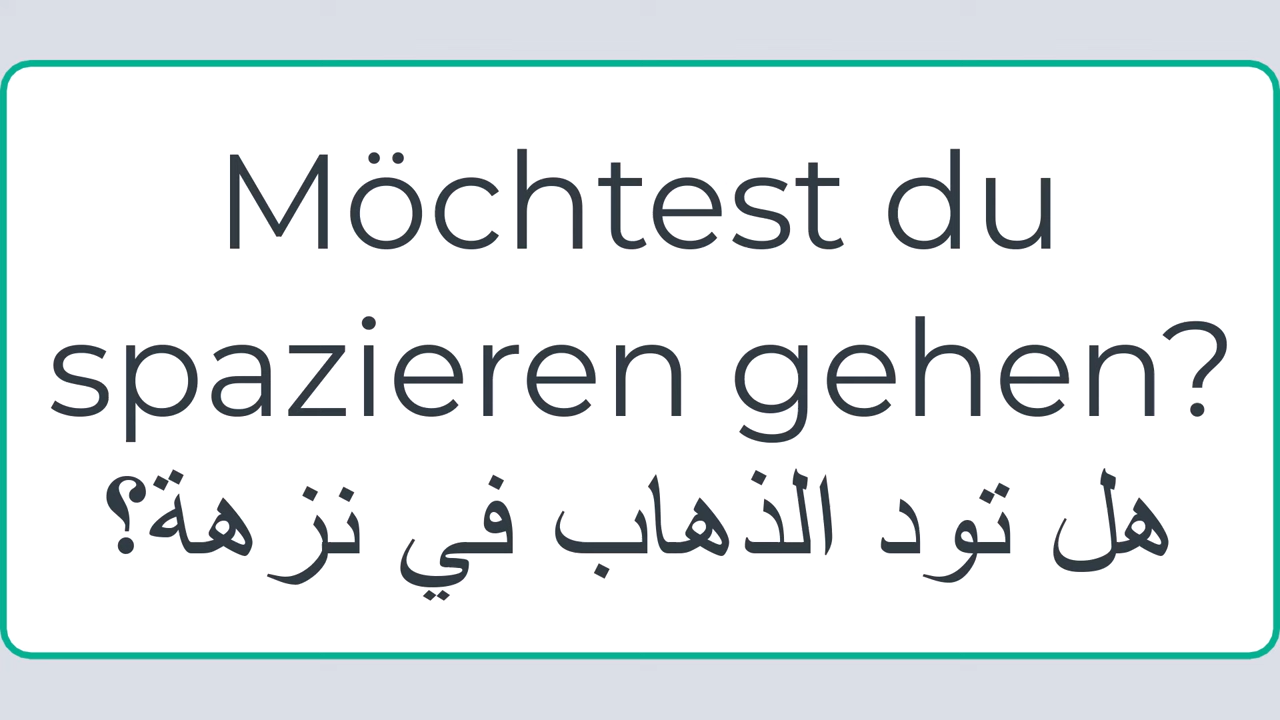 Möchtest du
spazieren gehen?
هل تود الذهاب في نزهة؟